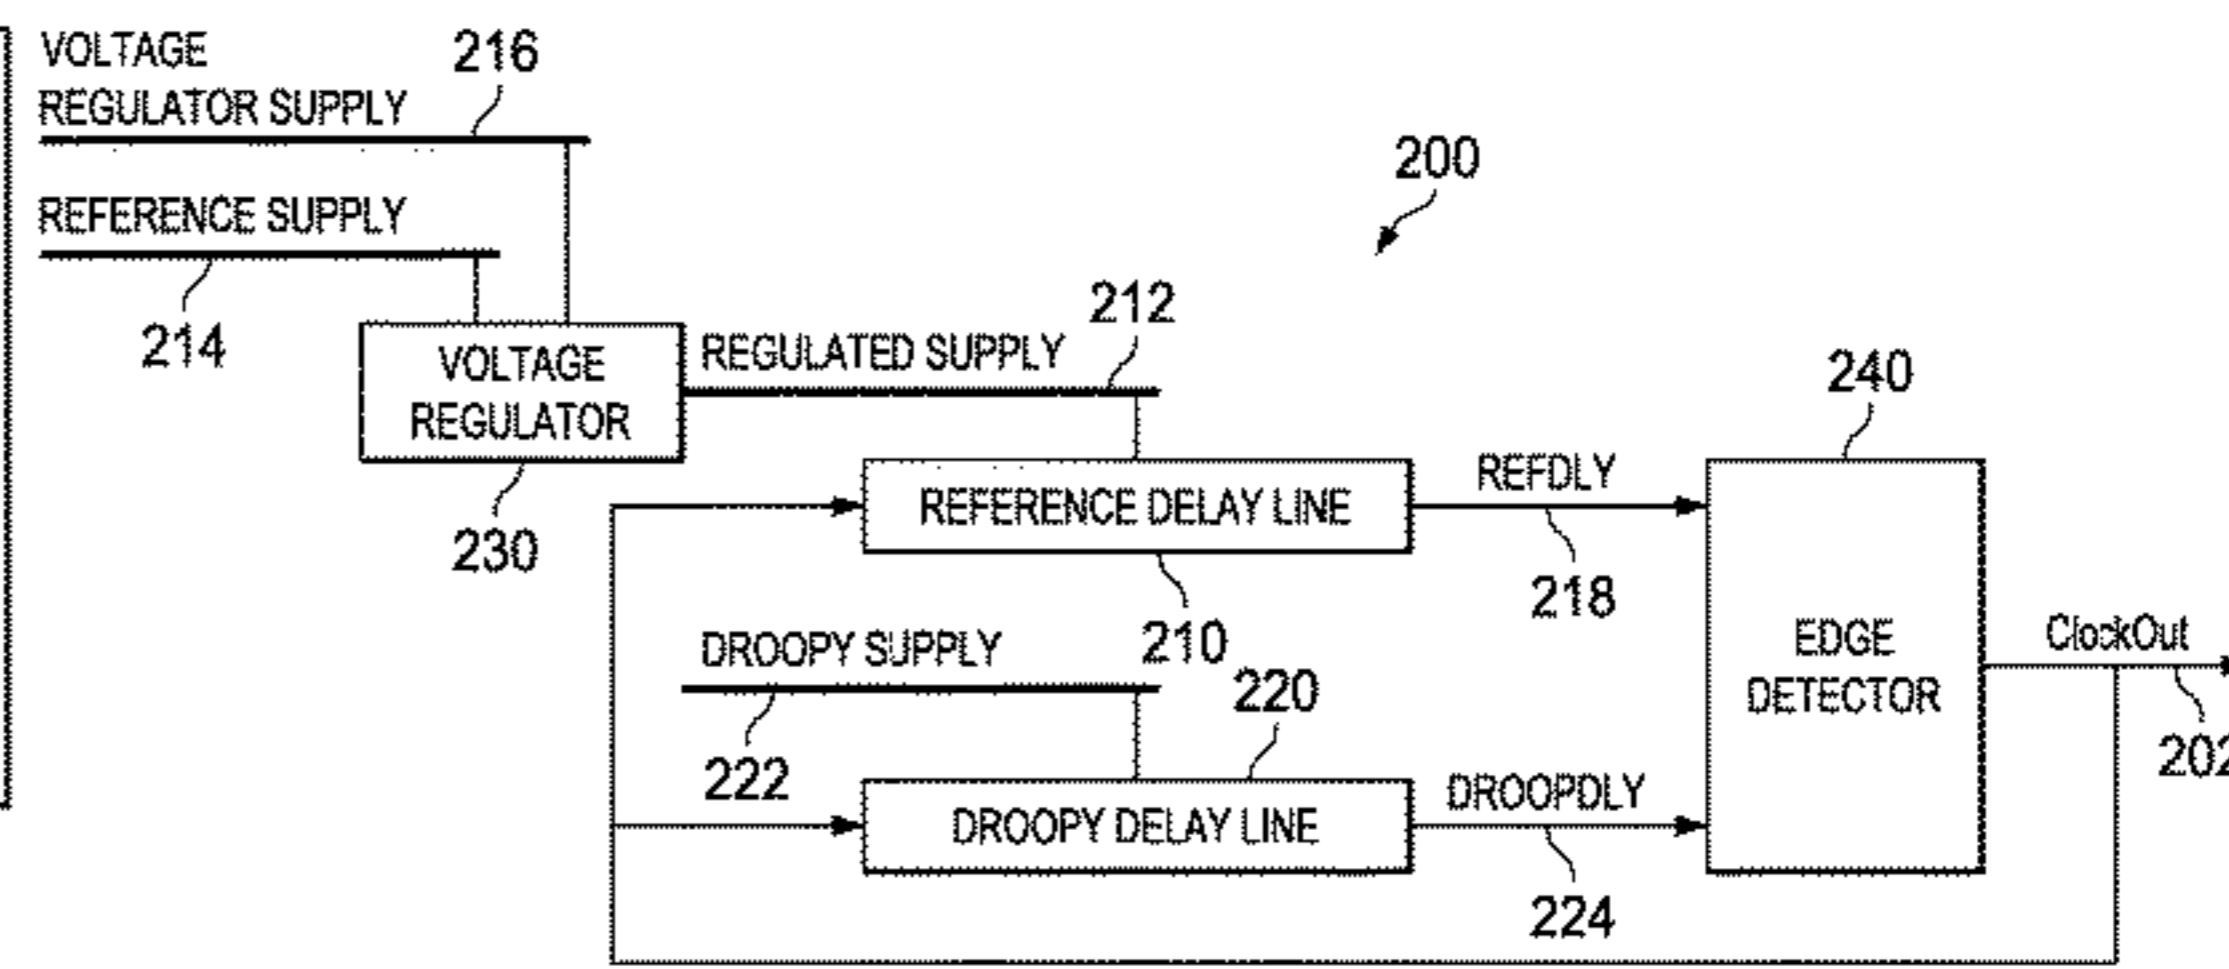 VOLTAGE
REGULATOR SUPPLY
216
200
REFERENCE SUPPLY
214
212
VOLTAGE
REGULATOR
REGULATED SUPPLY
240
230
REFERENCE DELAY LINE
REFDLY
218
210
DROOPY SUPPLY
220
EDGE
DETECTOR
ClockOut
202
222
DROOPY DELAY LINE
DROOPDLY
224